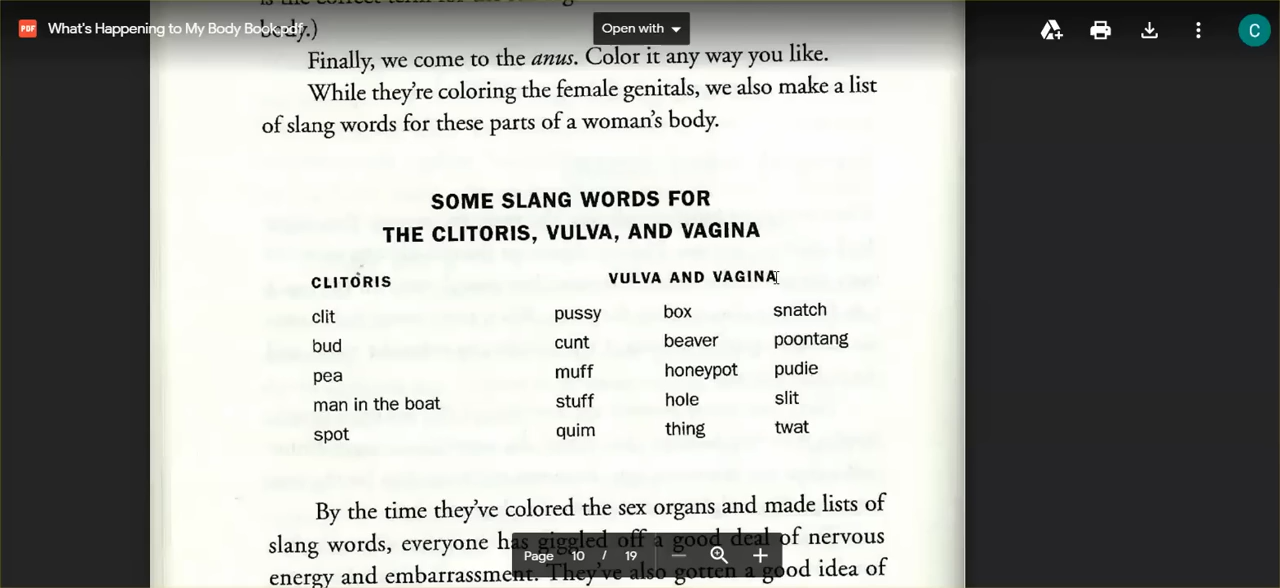 What's Happening to My Body Book.pdf
Open with
C
body.)
Finally, we come to the anus. Color it any way you like.
While they're coloring the female genitals, we also make a list
of slang words for these parts of a woman's body.
SOME SLANG WORDS FOR
THE CLITORIS, VULVA, AND VAGINA
CLITORIS VULVA AND VAGINA
clit pussy box snatch
bud cunt beaver poontang
pea muff honeypot pudie
man in the boat stuff hole slit
spot quim thing twat
By the time they've colored the sex organs and made lists of
slang words, everyone has giggled off a good deal of nervous
energy and embarrassment. They've also gotten a good idea of
Page 10 / 19